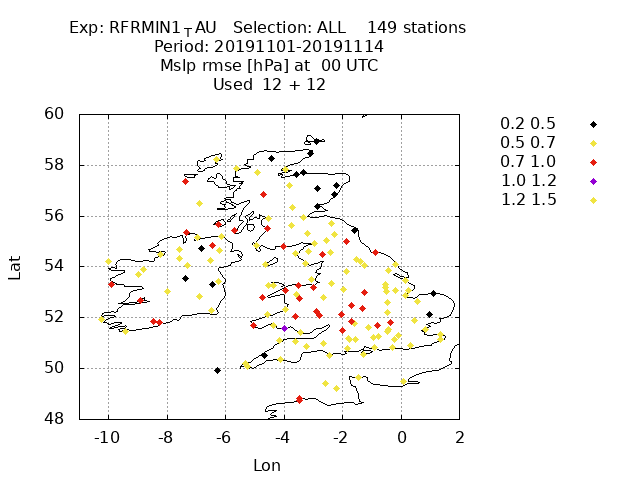 Exp: RFRMIN1_TAU Selection: ALL 149 stations
Period: 20191101-20191114
Mslp rmse [hPa] at 00 UTC
Used 12 + 12
60
58
56
54
52
50
48
Lat
-10 -8 -6 -4 -2 0 2
Lon
0.2 0.5
0.5 0.7
0.7 1.0
1.0 1.2
1.2 1.5